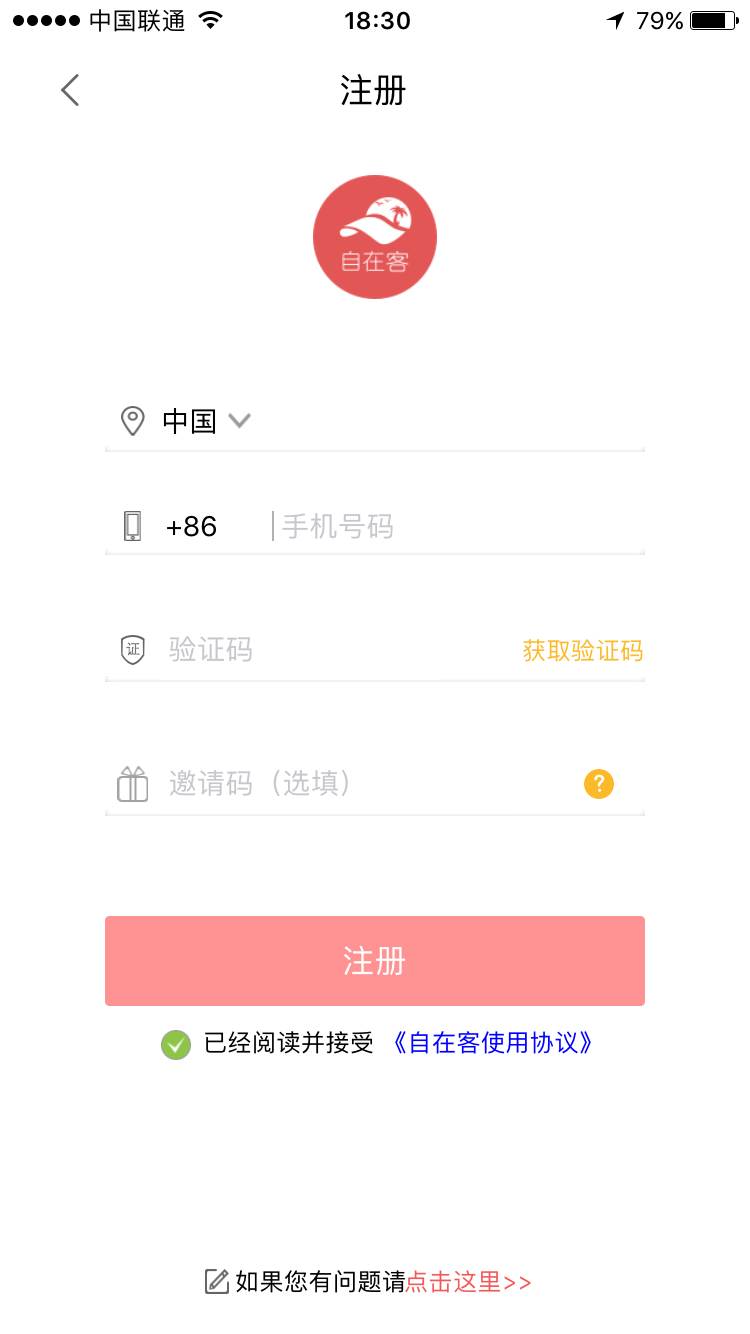 中国联通 18:30 79%
注册
自在客
中国
+86 手机号码
证 验证码 获取验证码
邀请码（选填） ?
注册
已经阅读并接受 《自在客使用协议》
如果您有问题请点击这里>>